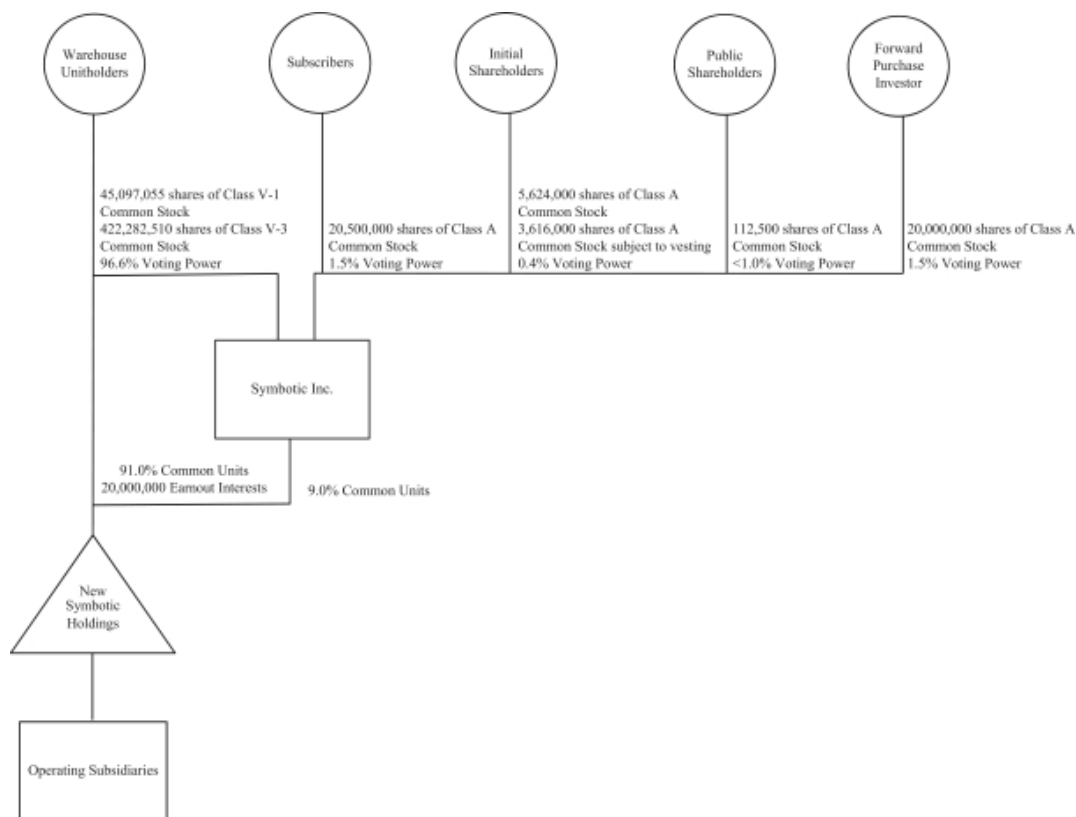 Warehouse
Unitholders
Subscribers
Initial
Shareholders
Public
Shareholders
Forward
Purchase
Investor
45,097,055 shares of Class V-1
Common Stock
422,282,510 shares of Class V-3
Common Stock
96.6% Voting Power
20,500,000 shares of Class A
Common Stock
1.5% Voting Power
5,624,000 shares of Class A
Common Stock
3,616,000 shares of Class A
Common Stock subject to vesting
0.4% Voting Power
112,500 shares of Class A
Common Stock
<1.0% Voting Power
20,000,000 shares of Class A
Common Stock
1.5% Voting Power
Symbotic Inc.
91.0% Common Units
20,000,000 Earnout Interests
9.0% Common Units
New
Symbotic
Holdings
Operating Subsidiaries